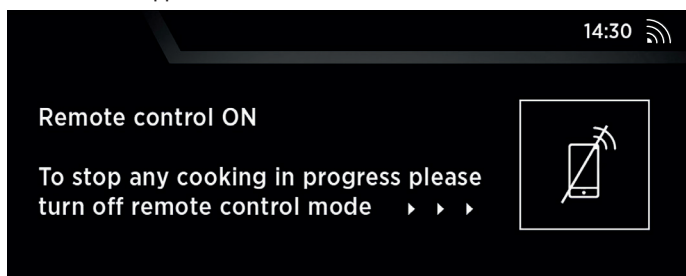 14:30
Remote control ON
To stop any cooking in progress please
turn off remote control mode